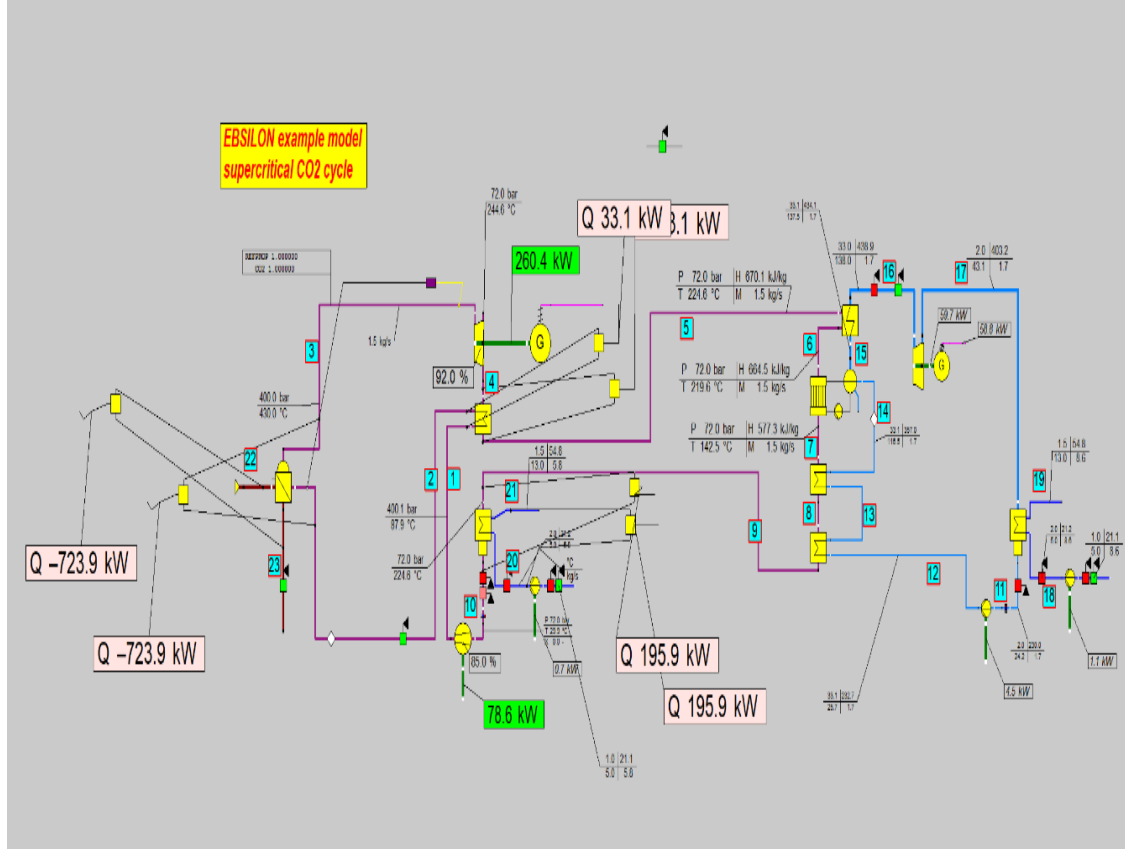 EBSILON example model
supercritical CO2 cycle
72.0 bar
244.6 °C
Q 33.1 kW
3.1 kW
260.4 kW
REFPROP 1.000000
CO2 1.000000
1.5 kg/s
3
92.0 %
G
4
P 72.0 bar H 670.1 kJ/kg
T 224.6 °C M 1.5 kg/s
5
6
P 72.0 bar H 664.5 kJ/kg
T 219.6 °C M 1.5 kg/s
P 72.0 bar H 577.3 kJ/kg
T 142.5 °C M 1.5 kg/s
137.5 1.7
33.0 438.9
138.0 1.7
16
2.0 403.2
43.1 1.7
17
59.7 kW
58.8 kW
G
15
14
7
400.0 bar
430.0 °C
22
2
1
1.5 54.8
13.0 5.8
21
400.1 bar
87.9 °C
72.0 bar
224.6 °C
20
°C
kg/s
9
8
13
12
11
1.5 54.8
13.0 8.6
19
18
1.0 21.1
5.0 8.6
23
10
Q –723.9 kW
Q –723.9 kW
85.0 %
78.6 kW
0.7 kW
Q 195.9 kW
Q 195.9 kW
1.0 21.1
5.0 5.8
4.5 kW
1.1 kW